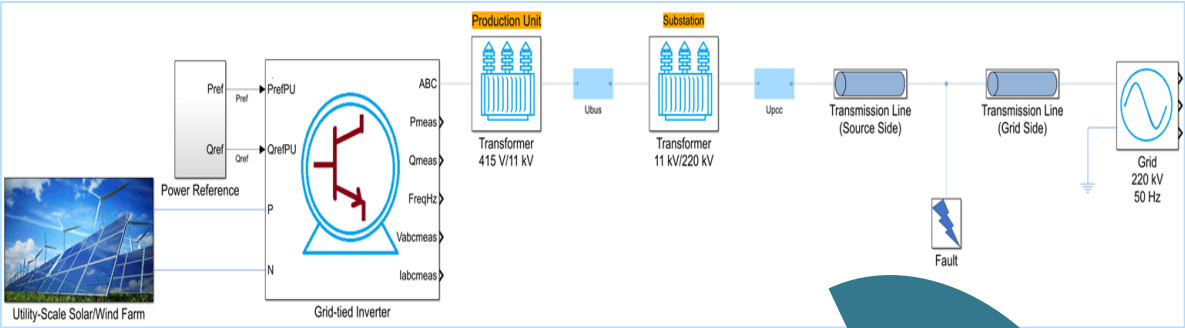 Production Unit
Substation
Pref
Pref
PrefPU
ABC
Ubus
Upcc
Pmeas
Transmission Line
(Source Side)
Transmission Line
(Grid Side)
Qref
Qref
QrefPU
Qmeas
Transformer
415 V/11 kV
Transformer
11 kV/220 kV
Grid
220 kV
50 Hz
Power Reference
FreqHz
P
Vabcmeas
N
Iabcmeas
Fault
Utility-Scale Solar/Wind Farm
Grid-tied Inverter